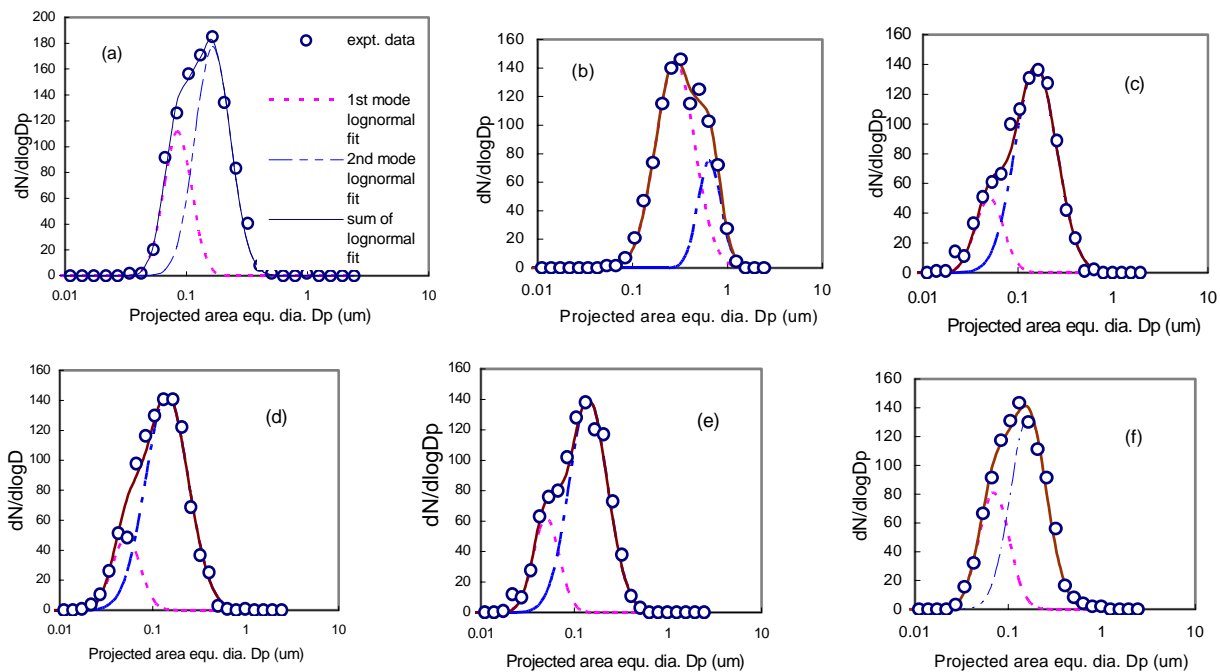 200
180
160
140
120
100
80
60
40
20
0
dN/dlogDp
(a)
expt. data
1st mode
lognormal
fit
2nd mode
lognormal
fit
sum of
lognormal
fit
0.01 0.1 1 10
Projected area equ. dia. Dp (um)
160
140
120
100
80
60
40
20
0
dN/dlogDp
(b)
0.01 0.1 1 10
Projected area equ. dia. Dp (um)
160
140
120
100
80
60
40
20
0
dN/dlogDp
(c)
0.01 0.1 1 10
Projected area equ. dia. Dp (um)
160
140
120
100
80
60
40
20
0
dN/dlogD
(d)
0.01 0.1 1 10
Projected area equ. dia. Dp (um)
160
140
120
100
80
60
40
20
0
dN/dlogDp
(e)
0.01 0.1 1 10
Projected area equ. dia. Dp (um)
160
140
120
100
80
60
40
20
0
dN/dlogDp
(f)
0.01 0.1 1 10
Projected area equ. dia. Dp (um)